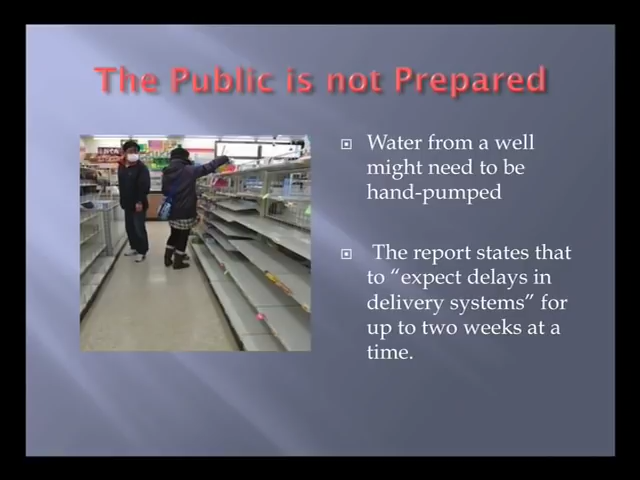 The Public is not Prepared
Water from a well
might need to be
hand-pumped
The report states that
to “expect delays in
delivery systems” for
up to two weeks at a
time.